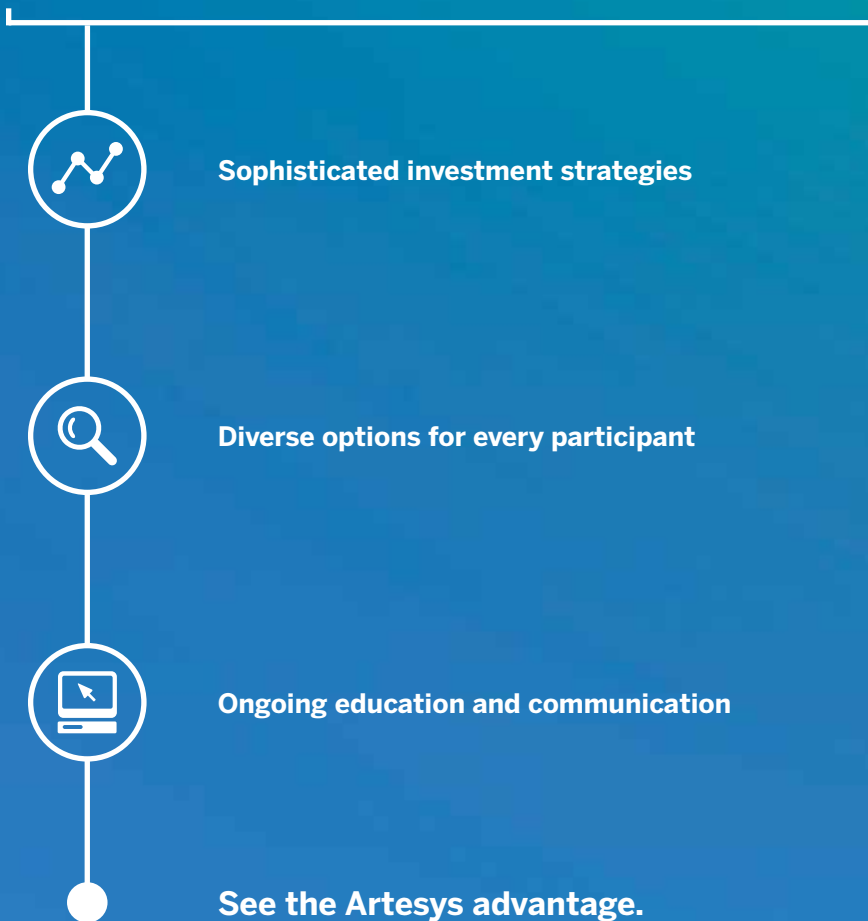 Sophisticated investment strategies
Diverse options for every participant
Ongoing education and communication
See the Artesys advantage.